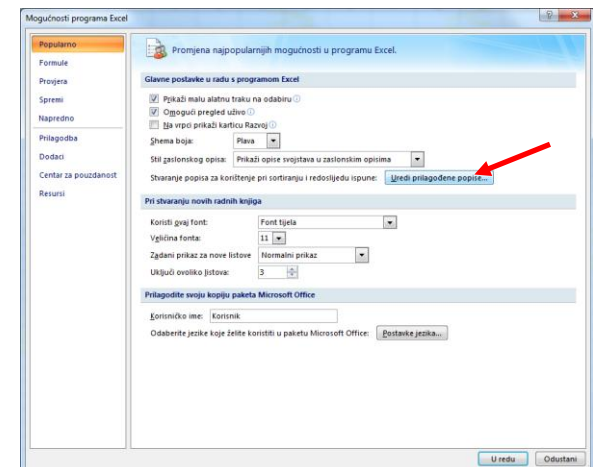 Mogućnosti programa Excel
Popularno
Formule
Provjera
Spremi
Napredno
Prilagodba
Dodaci
Centar za pouzdanost
Resursi
Promjena najpopularnijih mogućnosti u programu Excel.
Glavne postavke u radu s programom Excel
Prikaži malu alatnu traku na odabiru
Omogući pregled uživo
Na vrpci prikaži karticu Razvoj
Shema boja: Plava
Stil zaslonskog opisa: Prikaži opise svojstava u zaslonskim opisima
Stvaranje popisa za korištenje pri sortiranju i redoslijedu ispune: Uredi prilagođene popise...
Pri stvaranju novih radnih knjiga
Koristi ovaj font: Font tijela
Veličina fonta: 11
Zadani prikaz za nove listove Normalni prikaz
Uključi ovoliko listova: 3
Prilagodite svoju kopiju paketa Microsoft Office
Korisničko ime: Korisnik
Odaberite jezike koje želite koristiti u paketu Microsoft Office: Postavke jezika...
U redu Odustani